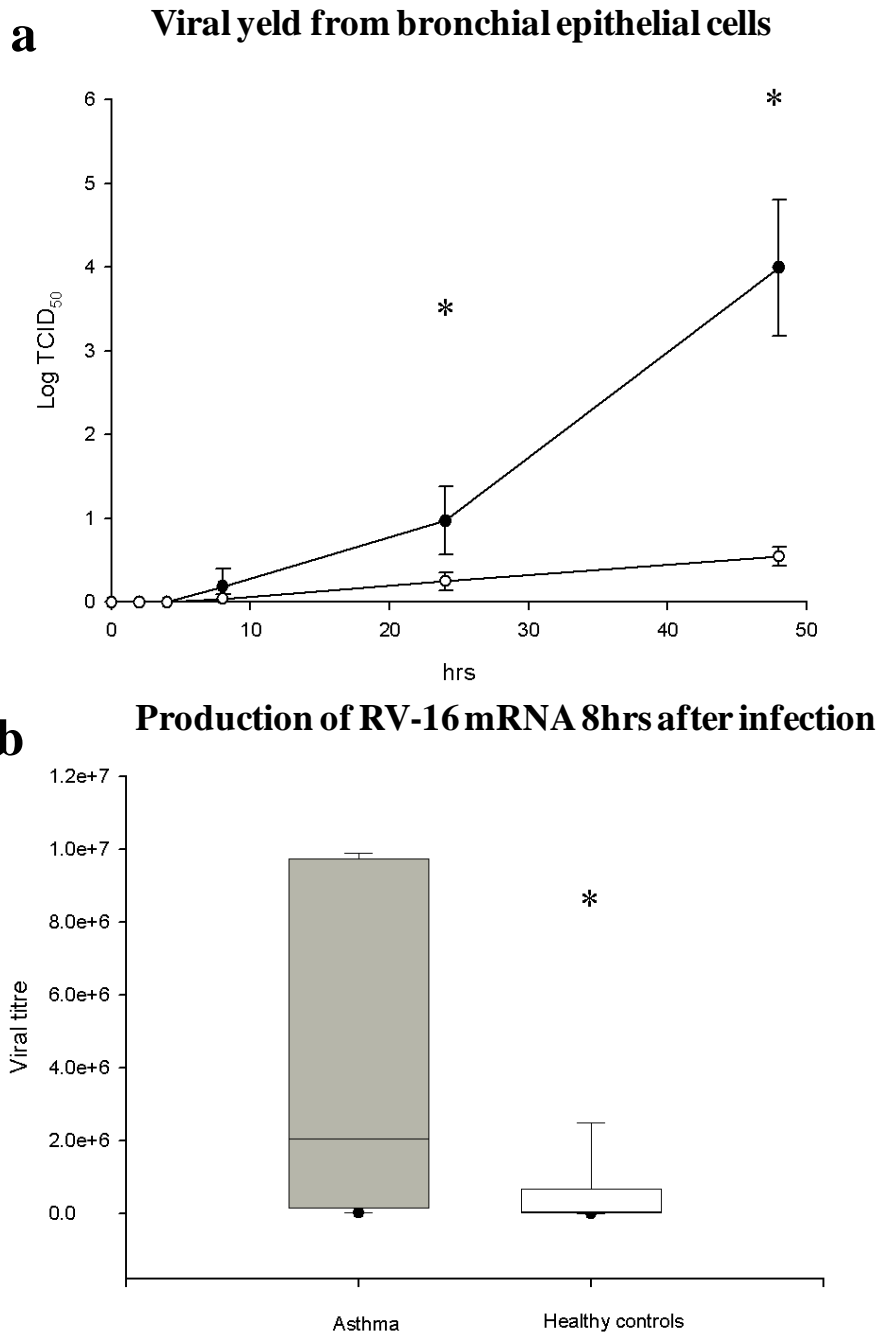 a
Viral yeld from bronchial epithelial cells
*
6
5
4
3
2
1
0
*
Log TCID50
0 10 20 30 40 50
hrs
b
Production of RV-16 mRNA 8hrs after infection
1.2e+7
1.0e+7
8.0e+6
6.0e+6
4.0e+6
2.0e+6
0.0
*
Viral titre
Asthma Healthy controls